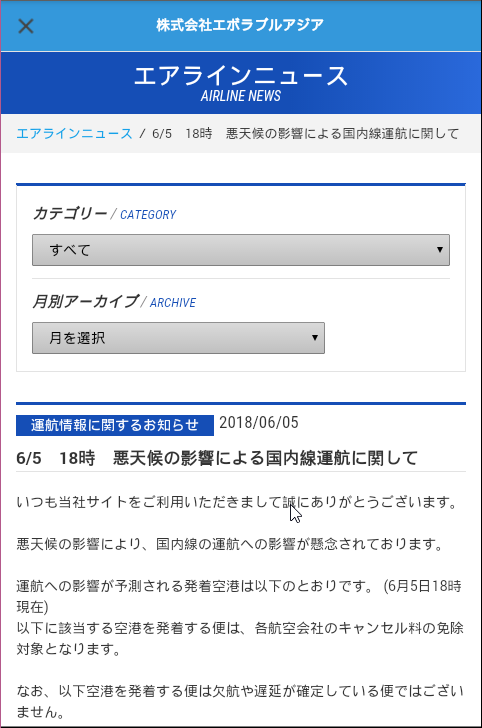 株式会社エボラブルアジア
エアラインニュース
AIRLINE NEWS
エアラインニュース / 6/5　18時　悪天候の影響による国内線運航に関して
カテゴリー / CATEGORY
すべて
月別アーカイブ / ARCHIVE
月を選択
運航情報に関するお知らせ 2018/06/05
6/5　18時　悪天候の影響による国内線運航に関して
いつも当社サイトをご利用いただきまして誠にありがとうございます。
悪天候の影響により、国内線の運航への影響が懸念されております。
運航への影響が予測される発着空港は以下のとおりです。 (6月5日18時
現在)
以下に該当する空港を発着する便は、各航空会社のキャンセル料の免除
対象となります。
なお、以下空港を発着する便は欠航や遅延が確定している便ではござい
ません。